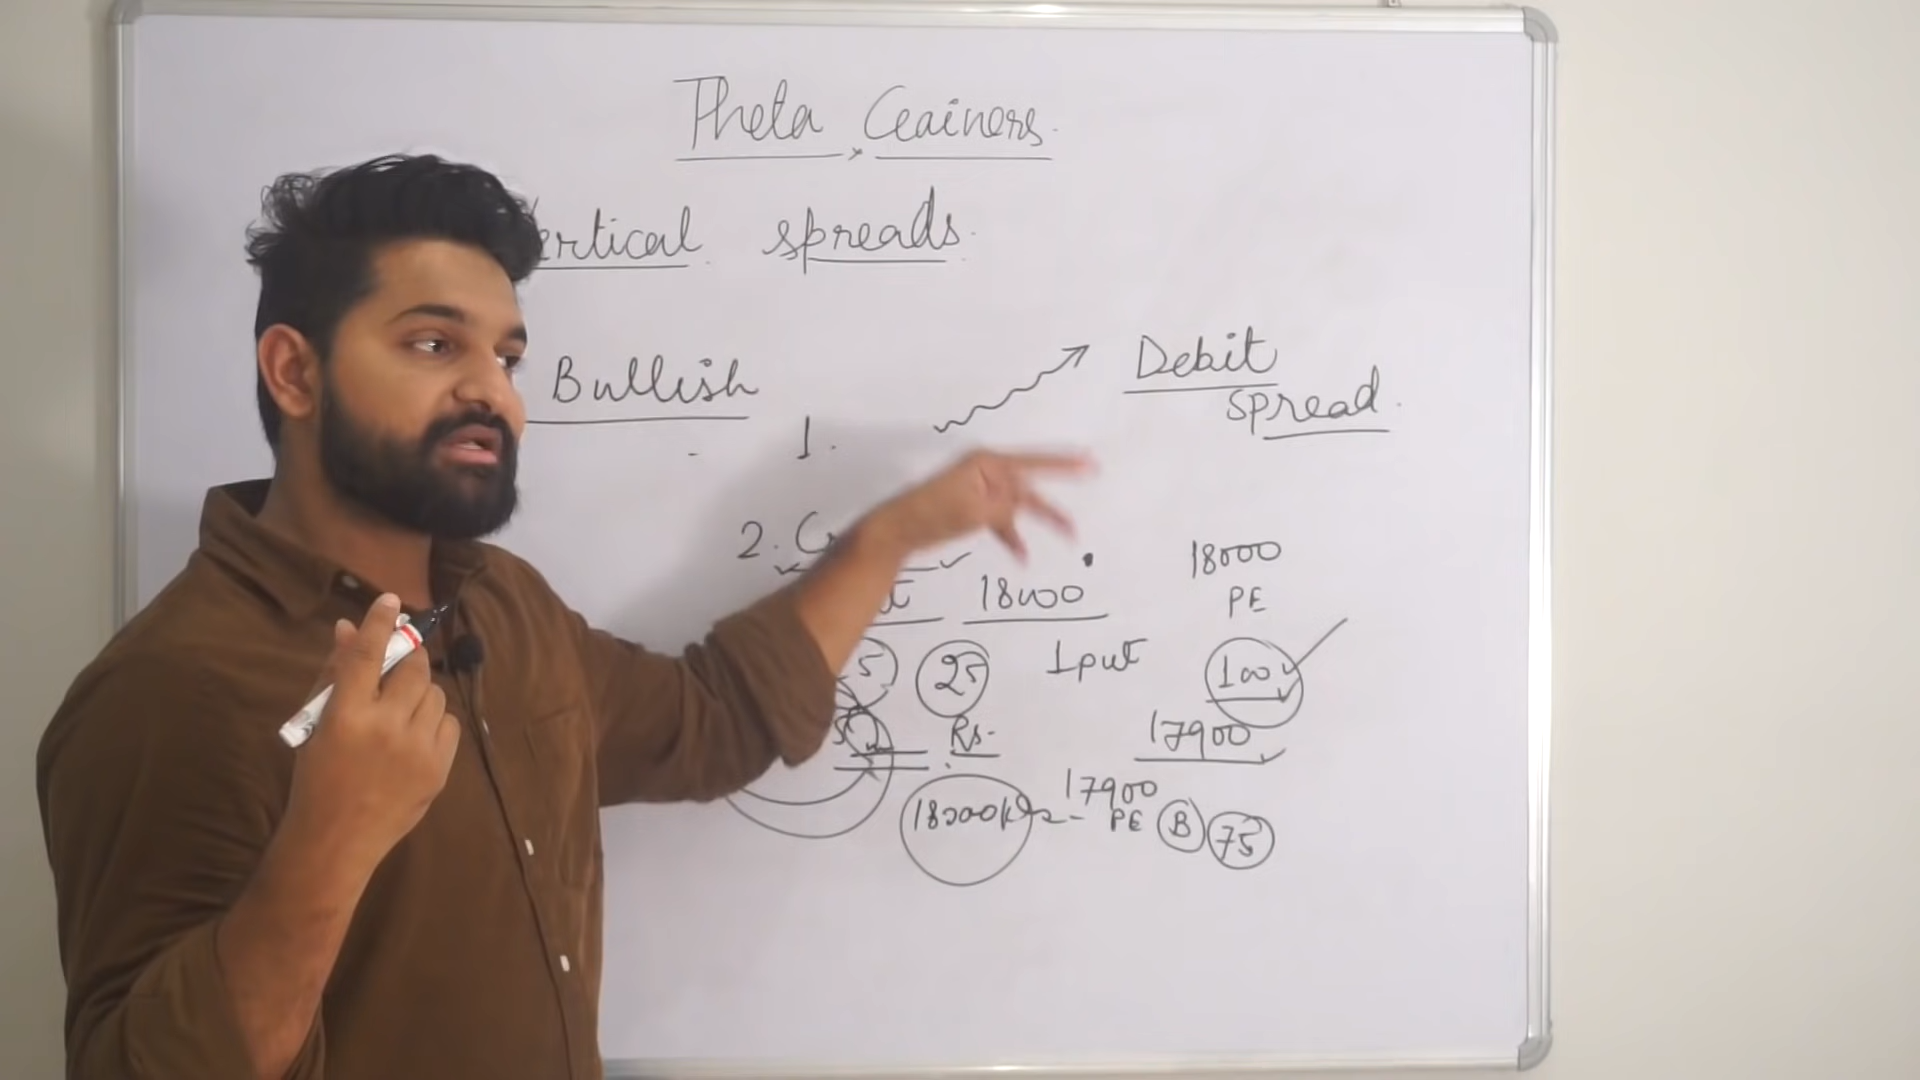 Theta Gainers.
ertical spreads.
Bullish
Debit
spread.
1.
2. C
18000
PE
18000
1put
100
5 25
17900
Rs.
17900
PE B 75